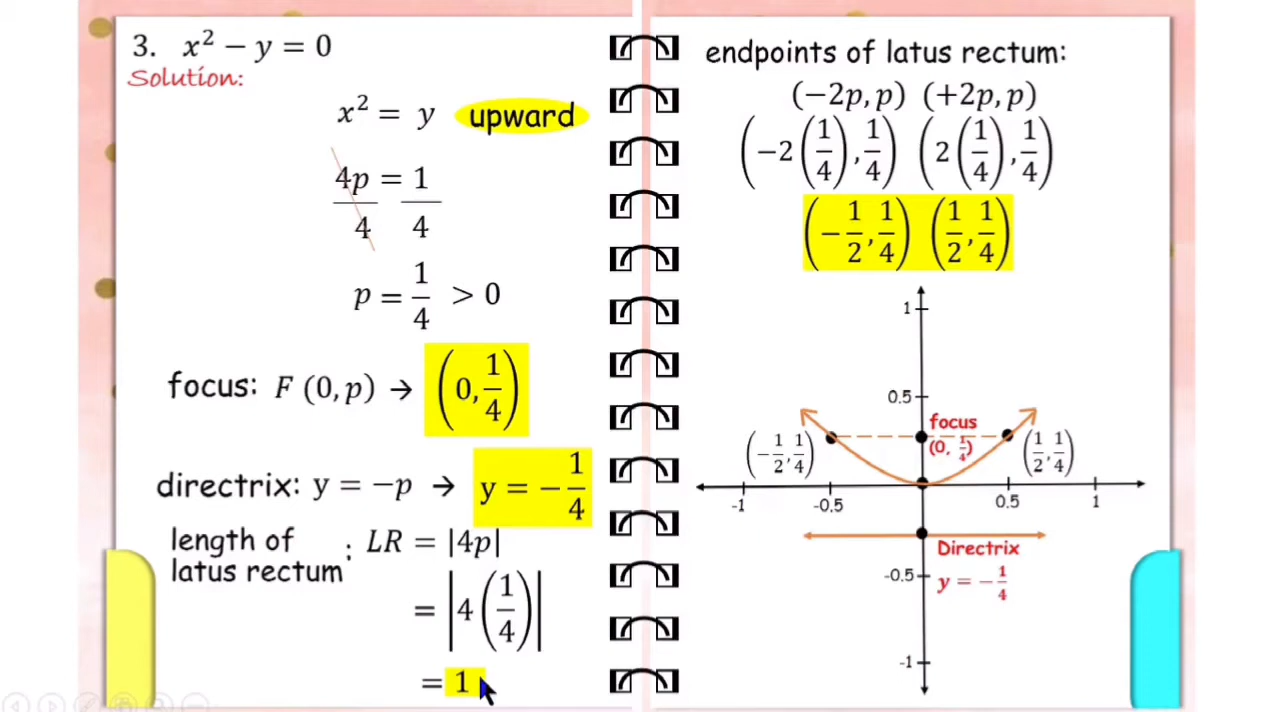 3. x² − y = 0
Solution:
x² = y upward
4p = 1
4 4
p = 1/4 > 0
focus: F (0, p) → (0, 1/4)
directrix: y = −p → y = − 1/4
length of
latus rectum : LR = |4p|
= |4 (1/4)|
= 1
endpoints of latus rectum:
(−2p, p) (+2p, p)
(−2 (1/4), 1/4) (2 (1/4), 1/4)
(− 1/2, 1/4) (1/2, 1/4)
1
0.5
focus
(0, 1/4)
(− 1/2, 1/4) (1/2, 1/4)
-1 -0.5 0.5 1
Directrix
-0.5 y = − 1/4
-1